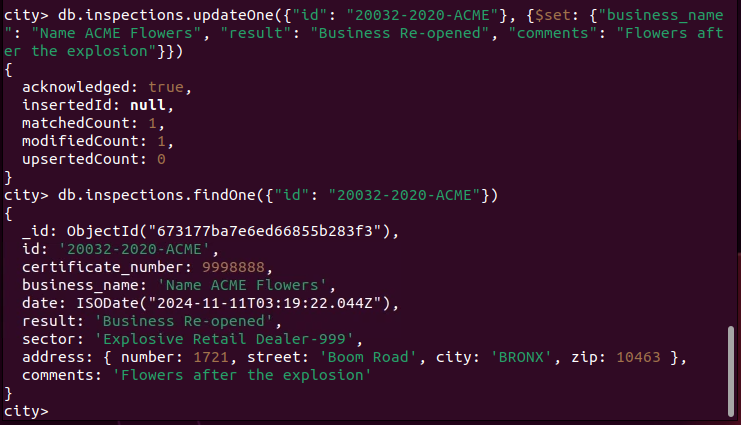 city> db.inspections.updateOne({"id": "20032-2020-ACME"}, {$set: {"business_name
": "Name ACME Flowers", "result": "Business Re-opened", "comments": "Flowers aft
er the explosion"}})
{
  acknowledged: true,
  insertedId: null,
  matchedCount: 1,
  modifiedCount: 1,
  upsertedCount: 0
}
city> db.inspections.findOne({"id": "20032-2020-ACME"})
{
  _id: ObjectId("673177ba7e6ed66855b283f3"),
  id: '20032-2020-ACME',
  certificate_number: 9998888,
  business_name: 'Name ACME Flowers',
  date: ISODate("2024-11-11T03:19:22.044Z"),
  result: 'Business Re-opened',
  sector: 'Explosive Retail Dealer-999',
  address: { number: 1721, street: 'Boom Road', city: 'BRONX', zip: 10463 },
  comments: 'Flowers after the explosion'
}
city>